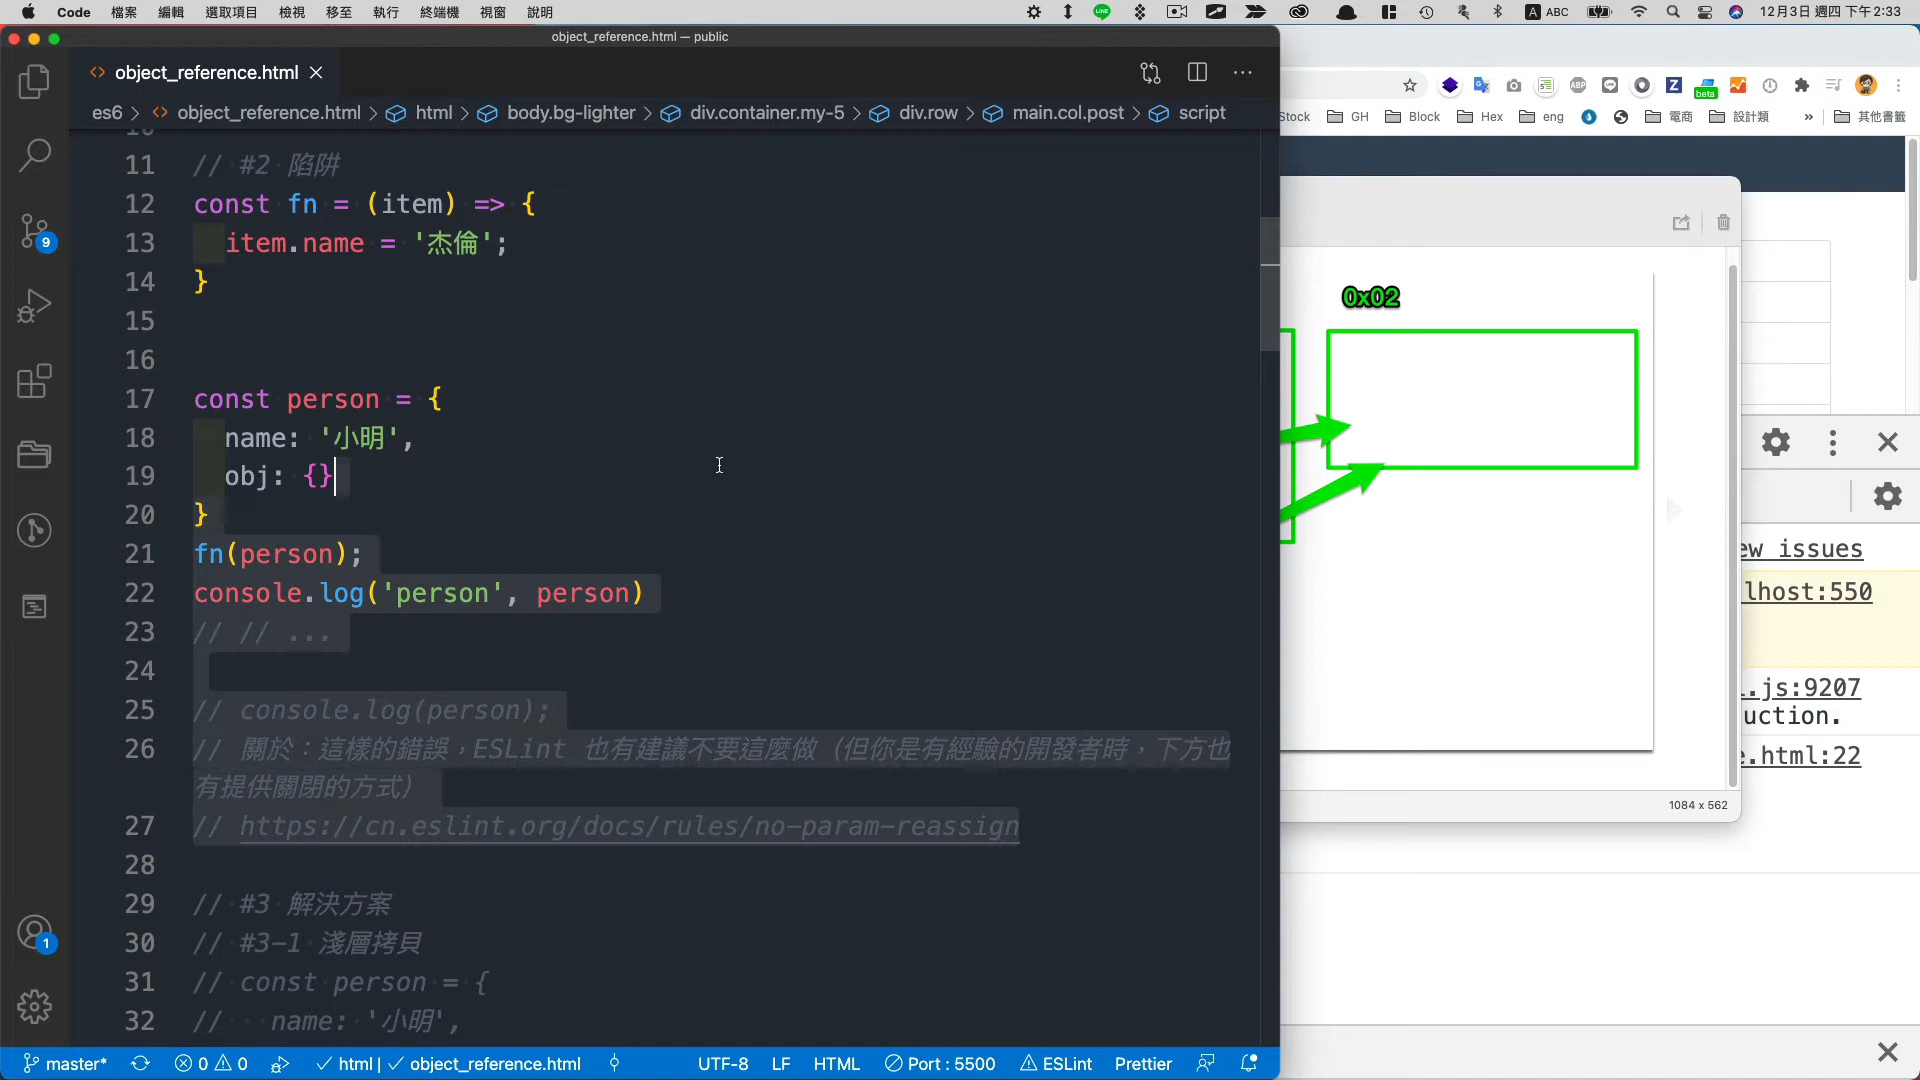 Code 檔案 編輯 選取項目 檢視 移至 執行 終端機 視窗 說明 ABC 12月3日 週四 下午2:33
object_reference.html — public
object_reference.html
es6 object_reference.html html body.bg-lighter div.container.my-5 div.row main.col.post script
11 // #2 陷阱
12 const fn = (item) => {
13 item.name = '杰倫';
14 }
15
16
17 const person = {
18 name: '小明',
19 obj: {}
20 }
21 fn(person);
22 console.log('person', person)
23 // // ...
24
25 // console.log(person);
26 // 關於：這樣的錯誤，ESLint 也有建議不要這麼做（但你是有經驗的開發者時，下方也
有提供關閉的方式）
27 // https://cn.eslint.org/docs/rules/no-param-reassign
28
29 // #3 解決方案
30 // #3-1 淺層拷貝
31 // const person = {
32 // name: '小明',
9
1
master* 0 0 html | object_reference.html UTF-8 LF HTML Port : 5500 ESLint Prettier
beta
Stock GH Block Hex eng 電商 設計類 » 其他書籤
0x02
1084 x 562
ew issues
lhost:550
.js:9207
uction.
e.html:22